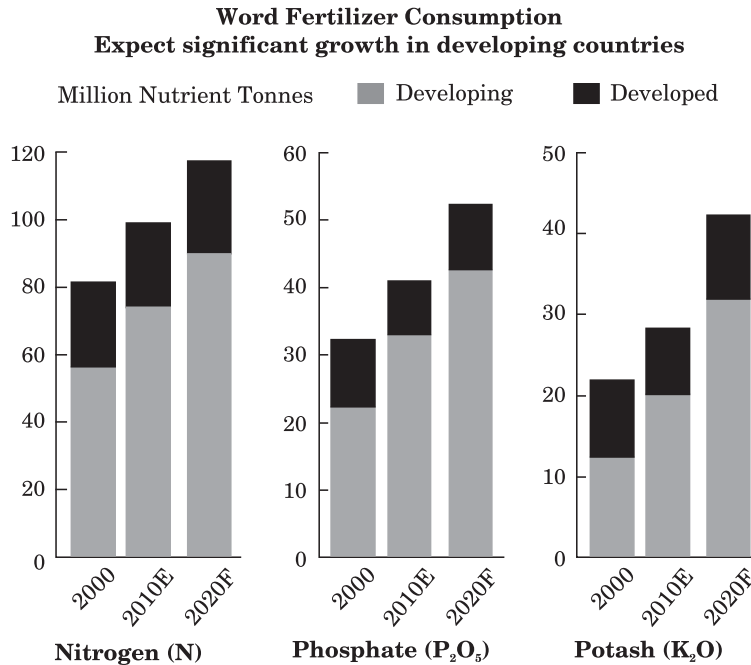 Word Fertilizer Consumption
Expect significant growth in developing countries
Million Nutrient Tonnes Developing Developed
120
100
80
60
40
20
0
2000 2010E 2020F
Nitrogen (N)
60
50
40
30
20
10
0
2000 2010E 2020F
Phosphate (P₂O₅)
50
40
30
20
10
0
2000 2010E 2020F
Potash (K₂O)